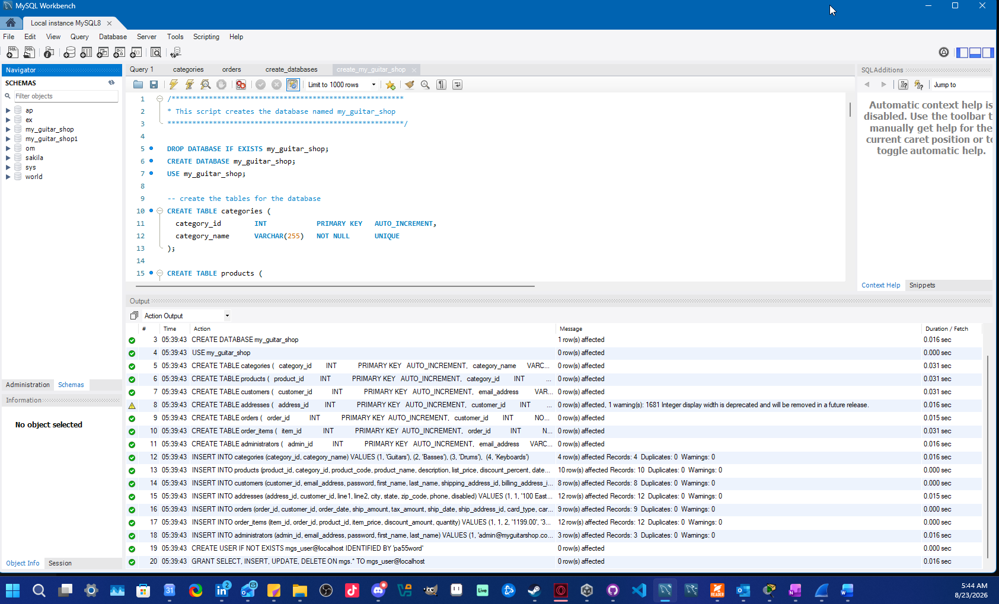 MySQL Workbench
Local instance MySQL8
File Edit View Query Database Server Tools Scripting Help
Navigator
SCHEMAS
Filter objects
ap
ex
my_guitar_shop
my_guitar_shop1
om
sakila
sys
world
Administration Schemas
Information
No object selected
Object Info Session
Query 1 categories orders create_databases create_my_guitar_shop
Limit to 1000 rows
1 /********************************************************
2 * This script creates the database named my_guitar_shop
3 *********************************************************/
4
5 DROP DATABASE IF EXISTS my_guitar_shop;
6 CREATE DATABASE my_guitar_shop;
7 USE my_guitar_shop;
8
9 -- create the tables for the database
10 CREATE TABLE categories (
11 category_id INT PRIMARY KEY AUTO_INCREMENT,
12 category_name VARCHAR(255) NOT NULL UNIQUE
13 );
14
15 CREATE TABLE products (
SQLAdditions
Jump to
Automatic context help is
disabled. Use the toolbar t
manually get help for the
current caret position or to
toggle automatic help.
Context Help Snippets
Output
Action Output
# Time Action Message Duration / Fetch
3 05:39:43 CREATE DATABASE my_guitar_shop 1 row(s) affected 0.016 sec
4 05:39:43 USE my_guitar_shop 0 row(s) affected 0.000 sec
5 05:39:43 CREATE TABLE categories ( category_id INT PRIMARY KEY AUTO_INCREMENT, category_name VARC... 0 row(s) affected 0.031 sec
6 05:39:43 CREATE TABLE products ( product_id INT PRIMARY KEY AUTO_INCREMENT, category_id INT ... 0 row(s) affected 0.031 sec
7 05:39:43 CREATE TABLE customers ( customer_id INT PRIMARY KEY AUTO_INCREMENT, email_address VAR... 0 row(s) affected 0.031 sec
8 05:39:43 CREATE TABLE addresses ( address_id INT PRIMARY KEY AUTO_INCREMENT, customer_id INT ... 0 row(s) affected, 1 warning(s): 1681 Integer display width is deprecated and will be removed in a future release. 0.016 sec
9 05:39:43 CREATE TABLE orders ( order_id INT PRIMARY KEY AUTO_INCREMENT, customer_id INT NO... 0 row(s) affected 0.015 sec
10 05:39:43 CREATE TABLE order_items ( item_id INT PRIMARY KEY AUTO_INCREMENT, order_id INT N... 0 row(s) affected 0.031 sec
11 05:39:43 CREATE TABLE administrators ( admin_id INT PRIMARY KEY AUTO_INCREMENT, email_address VARC... 0 row(s) affected 0.016 sec
12 05:39:43 INSERT INTO categories (category_id, category_name) VALUES (1, 'Guitars'), (2, 'Basses'), (3, 'Drums'), (4, 'Keyboards') 4 row(s) affected Records: 4 Duplicates: 0 Warnings: 0 0.016 sec
13 05:39:43 INSERT INTO products (product_id, category_id, product_code, product_name, description, list_price, discount_percent, date... 10 row(s) affected Records: 10 Duplicates: 0 Warnings: 0 0.000 sec
14 05:39:43 INSERT INTO customers (customer_id, email_address, password, first_name, last_name, shipping_address_id, billing_address_i... 8 row(s) affected Records: 8 Duplicates: 0 Warnings: 0 0.000 sec
15 05:39:43 INSERT INTO addresses (address_id, customer_id, line1, line2, city, state, zip_code, phone, disabled) VALUES (1, 1, '100 East... 12 row(s) affected Records: 12 Duplicates: 0 Warnings: 0 0.015 sec
16 05:39:43 INSERT INTO orders (order_id, customer_id, order_date, ship_amount, tax_amount, ship_date, ship_address_id, card_type, car... 9 row(s) affected Records: 9 Duplicates: 0 Warnings: 0 0.000 sec
17 05:39:43 INSERT INTO order_items (item_id, order_id, product_id, item_price, discount_amount, quantity) VALUES (1, 1, 2, '1199.00', '3... 12 row(s) affected Records: 12 Duplicates: 0 Warnings: 0 0.000 sec
18 05:39:43 INSERT INTO administrators (admin_id, email_address, password, first_name, last_name) VALUES (1, 'admin@myguitarshop.co... 3 row(s) affected Records: 3 Duplicates: 0 Warnings: 0 0.016 sec
19 05:39:43 CREATE USER IF NOT EXISTS mgs_user@localhost IDENTIFIED BY 'pa55word' 0 row(s) affected 0.000 sec
20 05:39:43 GRANT SELECT, INSERT, UPDATE, DELETE ON mgs.* TO mgs_user@localhost 0 row(s) affected 0.016 sec
31
in
2
Live
READER
N
W
5:44 AM
8/23/2026